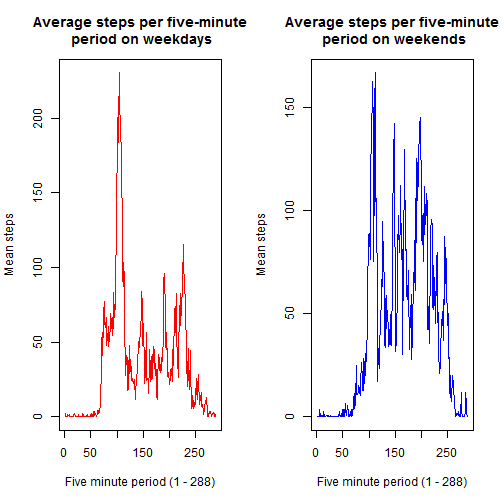 Average steps per five-minute
period on weekdays
Mean steps
0
50
100
150
200
0
50
150
250
Five minute period (1 - 288)
Average steps per five-minute
period on weekends
Mean steps
0
50
100
150
0
50
150
250
Five minute period (1 - 288)